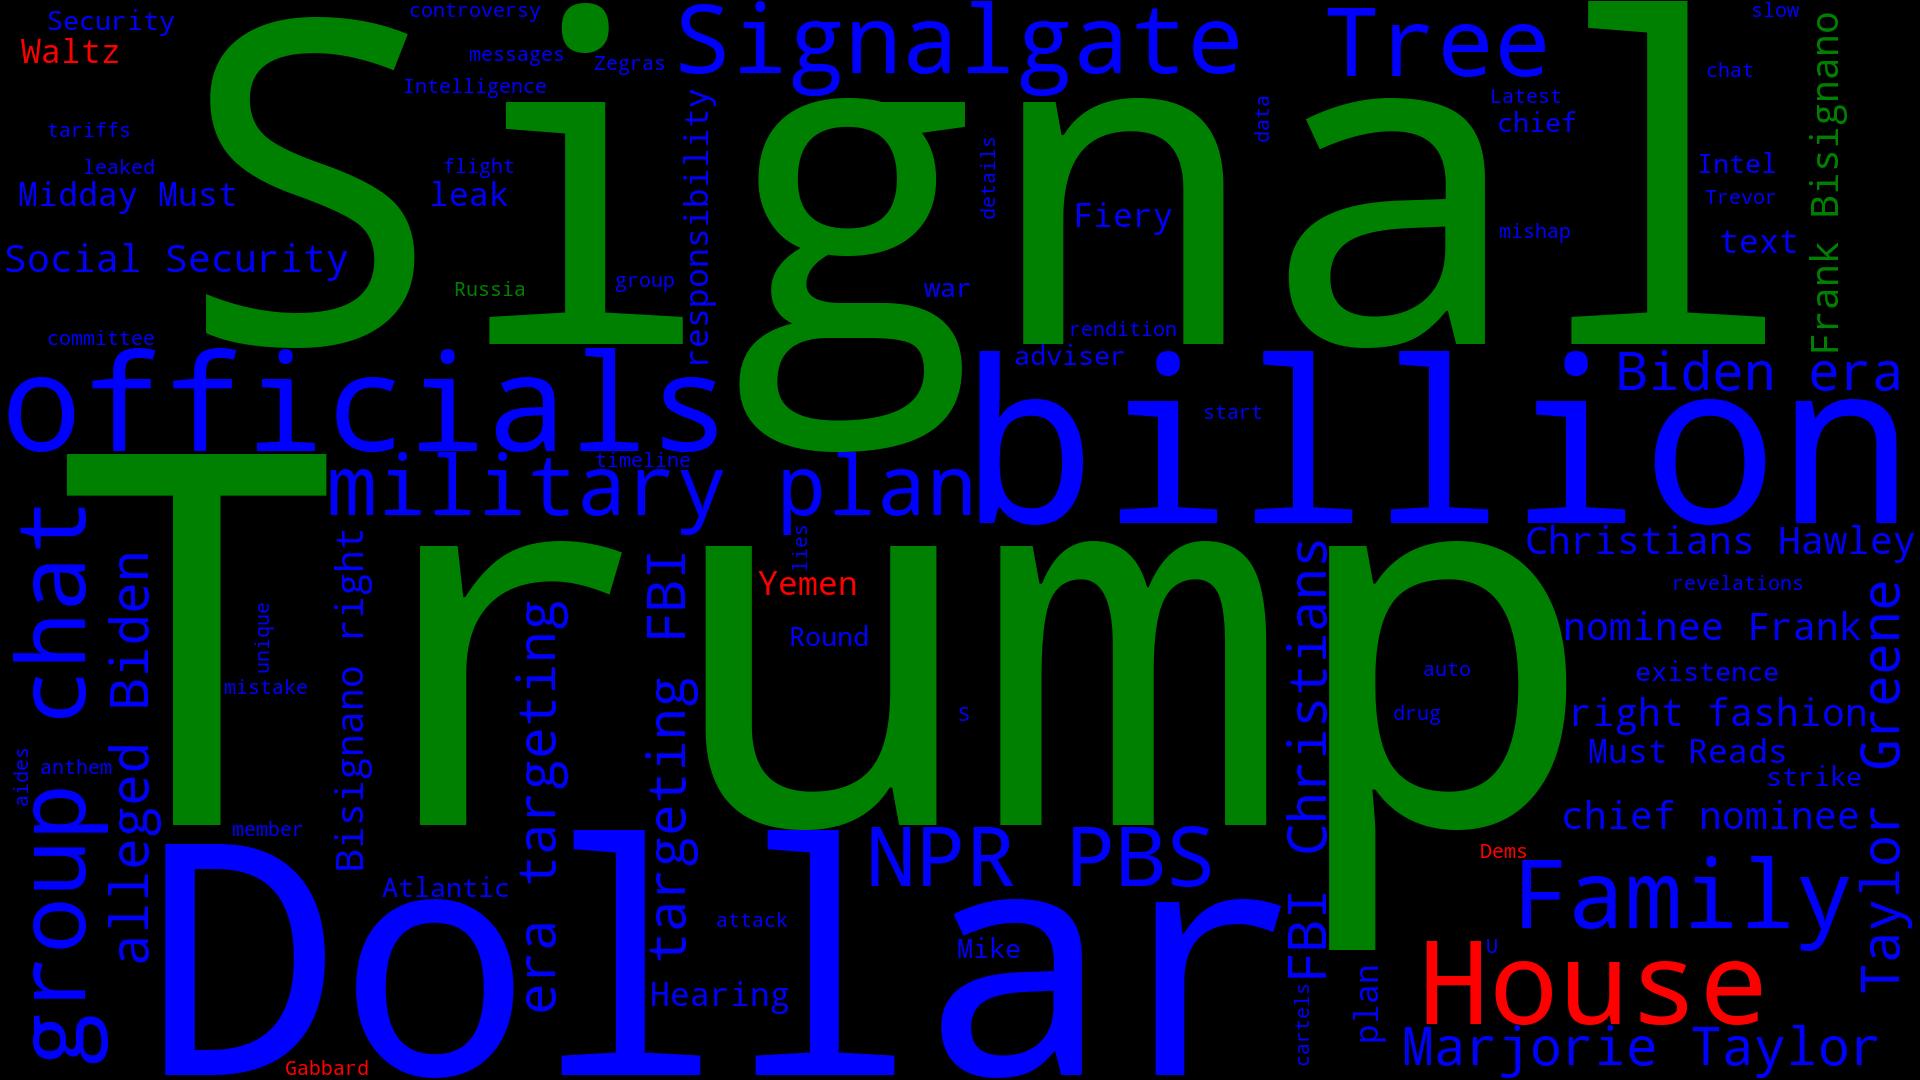 Security
controversy
Signalgate
Tree
slow
Waltz
messages
Zegras
Intelligence
Signal
chat
Latest
chief
tariffs
data
leaked
flight
details
Intel
Midday Must
leak
Trevor
Frank Bisignano
responsibility
Fiery
mishap
text
Social Security
Russia
group
war
committee
rendition
adviser
officials
billion
Biden era
start
timeline
military plan
Trump
lies
Christians Hawley
Yemen
revelations
group chat
alleged Biden
unique
Bisignano right
era targeting
targeting FBI
Round
FBI Christians
nominee Frank
Taylor Greene
mistake
auto
existence
S
drug
right fashion
anthem
aides
Must Reads
strike
member
NPR PBS
chief nominee
Dems
Dollar
Atlantic
attack
Family
Mike
U
Hearing
House
cartels
plan
Marjorie Taylor
Gabbard